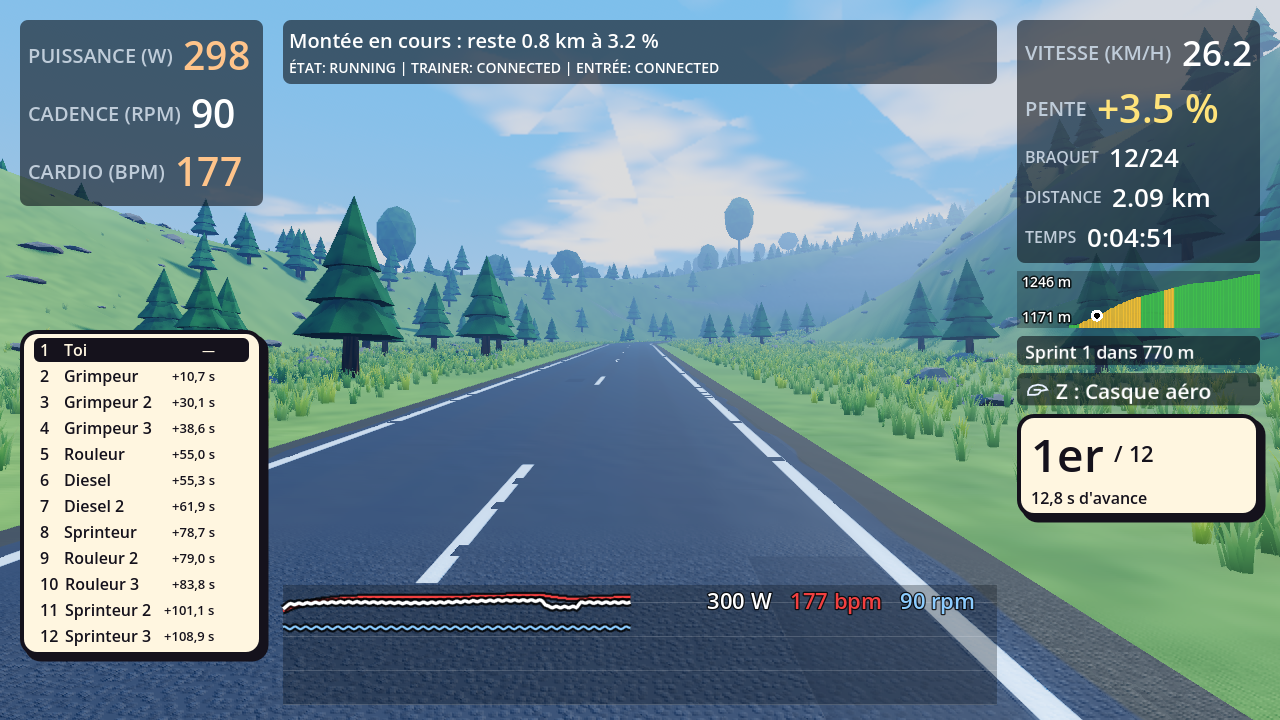 PUISSANCE (W) 298
CADENCE (RPM) 90
CARDIO (BPM) 177
Montée en cours : reste 0.8 km à 3.2 %
ÉTAT: RUNNING | TRAINER: CONNECTED | ENTRÉE: CONNECTED
VITESSE (KM/H) 26.2
PENTE +3.5 %
BRAQUET 12/24
DISTANCE 2.09 km
TEMPS 0:04:51
1246 m
1171 m
Sprint 1 dans 770 m
Z : Casque aéro
1er / 12
12,8 s d'avance
1 Toi —
2 Grimpeur +10,7 s
3 Grimpeur 2 +30,1 s
4 Grimpeur 3 +38,6 s
5 Rouleur +55,0 s
6 Diesel +55,3 s
7 Diesel 2 +61,9 s
8 Sprinteur +78,7 s
9 Rouleur 2 +79,0 s
10 Rouleur 3 +83,8 s
11 Sprinteur 2 +101,1 s
12 Sprinteur 3 +108,9 s
300 W 177 bpm 90 rpm